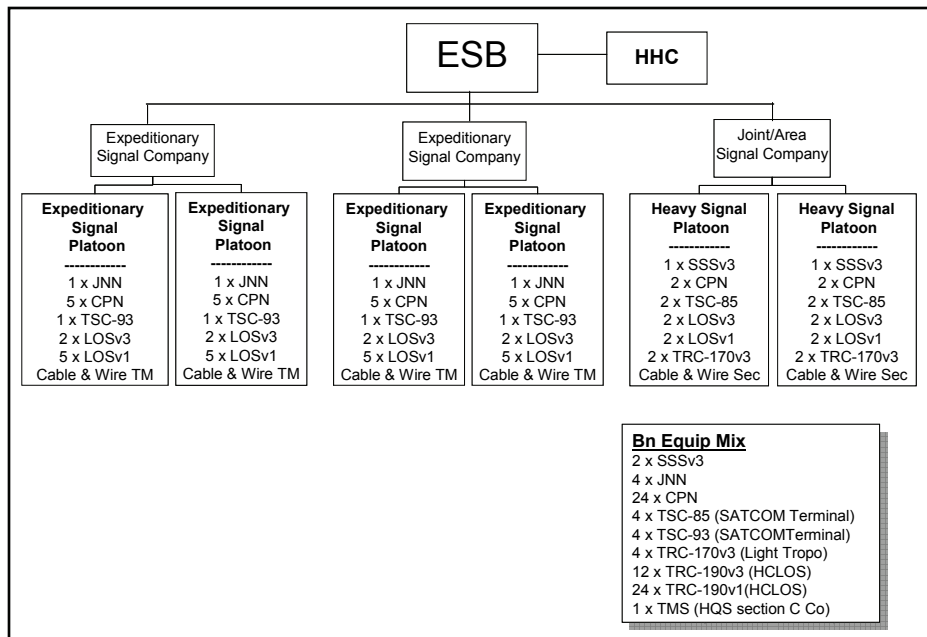 ESB
HHC
Expeditionary
Signal Company
Expeditionary
Signal Company
Joint/Area
Signal Company
Expeditionary
Signal
Platoon
------------
1 x JNN
5 x CPN
1 x TSC-93
2 x LOSv3
5 x LOSv1
Cable & Wire TM
Expeditionary
Signal
Platoon
------------
1 x JNN
5 x CPN
1 x TSC-93
2 x LOSv3
5 x LOSv1
Cable & Wire TM
Expeditionary
Signal
Platoon
------------
1 x JNN
5 x CPN
1 x TSC-93
2 x LOSv3
5 x LOSv1
Cable & Wire TM
Expeditionary
Signal
Platoon
------------
1 x JNN
5 x CPN
1 x TSC-93
2 x LOSv3
5 x LOSv1
Cable & Wire TM
Heavy Signal
Platoon
------------
1 x SSSv3
2 x CPN
2 x TSC-85
2 x LOSv3
2 x LOSv1
2 x TRC-170v3
Cable & Wire Sec
Heavy Signal
Platoon
------------
1 x SSSv3
2 x CPN
2 x TSC-85
2 x LOSv3
2 x LOSv1
2 x TRC-170v3
Cable & Wire Sec
Bn Equip Mix
2 x SSSv3
4 x JNN
24 x CPN
4 x TSC-85 (SATCOM Terminal)
4 x TSC-93 (SATCOMTerminal)
4 x TRC-170v3 (Light Tropo)
12 x TRC-190v3 (HCLOS)
24 x TRC-190v1(HCLOS)
1 x TMS (HQS section C Co)